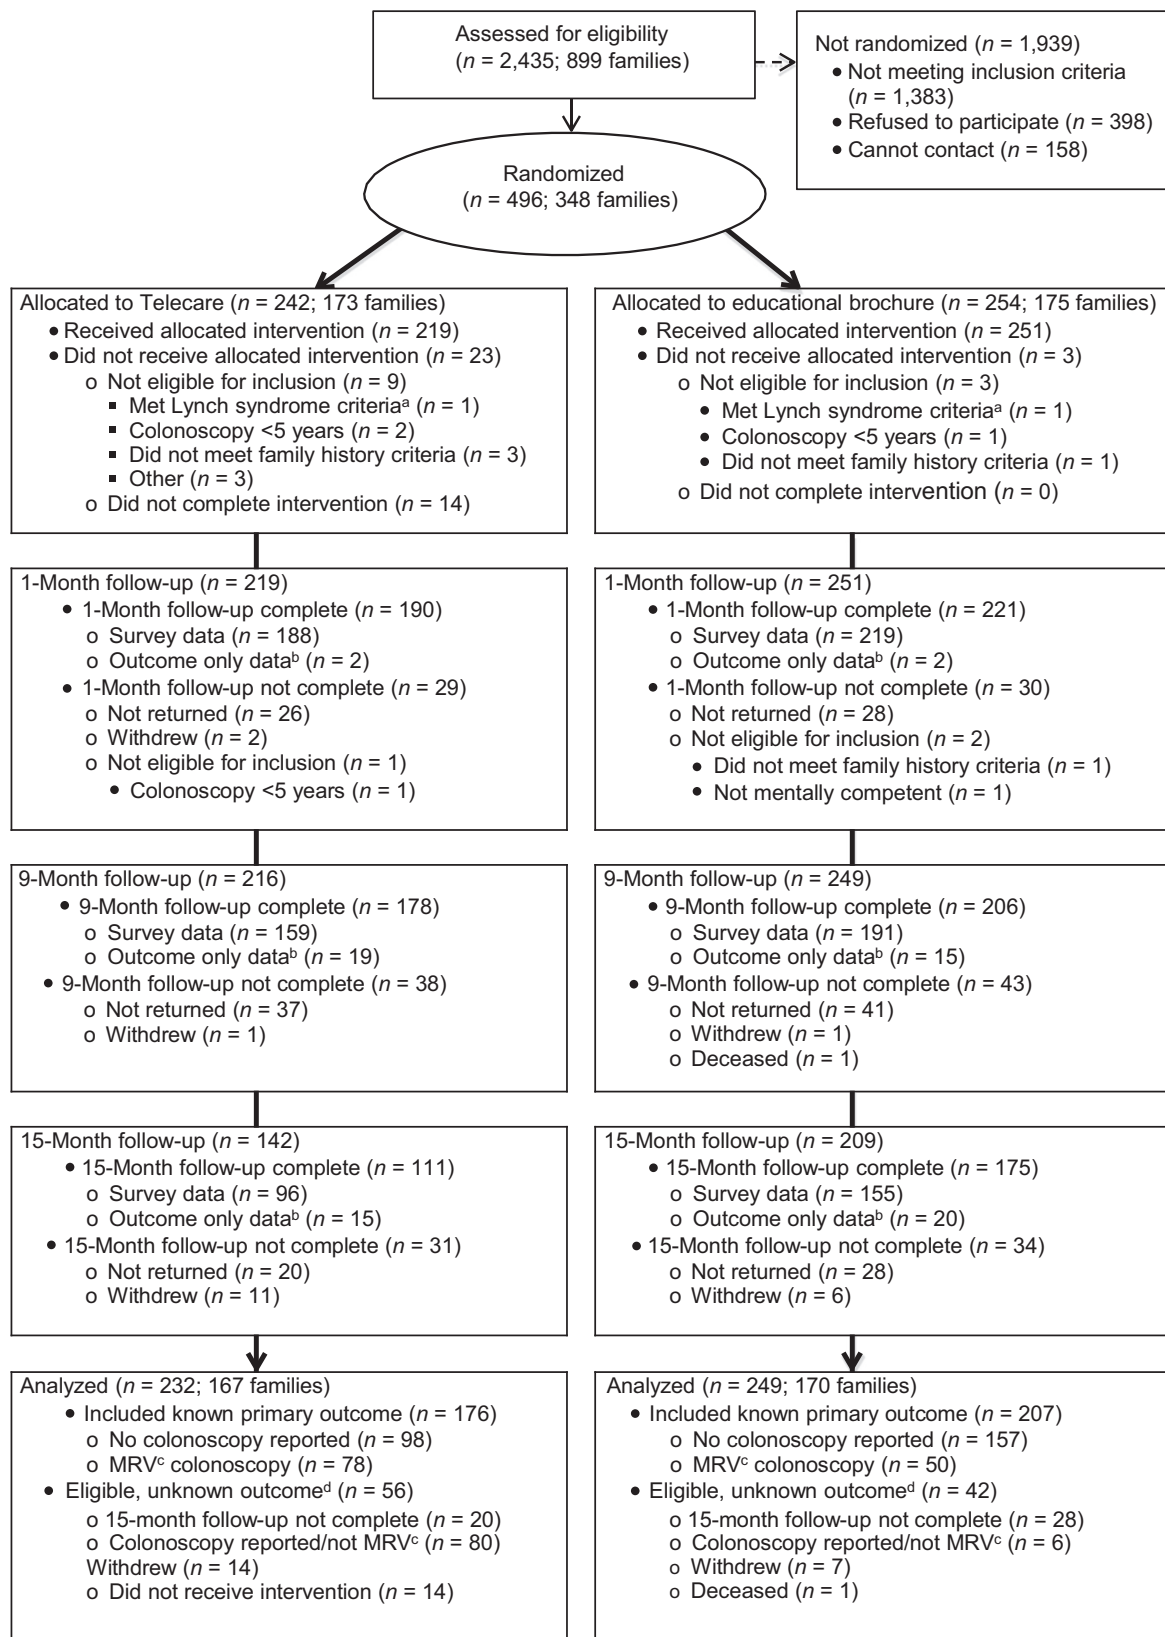 Assessed for eligibility
(n = 2,435; 899 families)
Not randomized (n = 1,939)
• Not meeting inclusion criteria
(n = 1,383)
• Refused to participate (n = 398)
• Cannot contact (n = 158)
Randomized
(n = 496; 348 families)
Allocated to Telecare (n = 242; 173 families)
• Received allocated intervention (n = 219)
• Did not receive allocated intervention (n = 23)
o Not eligible for inclusion (n = 9)
▪ Met Lynch syndrome criteriaᵃ (n = 1)
▪ Colonoscopy <5 years (n = 2)
▪ Did not meet family history criteria (n = 3)
▪ Other (n = 3)
o Did not complete intervention (n = 14)
Allocated to educational brochure (n = 254; 175 families)
• Received allocated intervention (n = 251)
• Did not receive allocated intervention (n = 3)
o Not eligible for inclusion (n = 3)
• Met Lynch syndrome criteriaᵃ (n = 1)
• Colonoscopy <5 years (n = 1)
• Did not meet family history criteria (n = 1)
o Did not complete intervention (n = 0)
1-Month follow-up (n = 219)
• 1-Month follow-up complete (n = 190)
o Survey data (n = 188)
o Outcome only dataᵇ (n = 2)
• 1-Month follow-up not complete (n = 29)
o Not returned (n = 26)
o Withdrew (n = 2)
o Not eligible for inclusion (n = 1)
• Colonoscopy <5 years (n = 1)
1-Month follow-up (n = 251)
• 1-Month follow-up complete (n = 221)
o Survey data (n = 219)
o Outcome only dataᵇ (n = 2)
• 1-Month follow-up not complete (n = 30)
o Not returned (n = 28)
o Not eligible for inclusion (n = 2)
• Did not meet family history criteria (n = 1)
• Not mentally competent (n = 1)
9-Month follow-up (n = 216)
• 9-Month follow-up complete (n = 178)
o Survey data (n = 159)
o Outcome only dataᵇ (n = 19)
• 9-Month follow-up not complete (n = 38)
o Not returned (n = 37)
o Withdrew (n = 1)
9-Month follow-up (n = 249)
• 9-Month follow-up complete (n = 206)
o Survey data (n = 191)
o Outcome only dataᵇ (n = 15)
• 9-Month follow-up not complete (n = 43)
o Not returned (n = 41)
o Withdrew (n = 1)
o Deceased (n = 1)
15-Month follow-up (n = 142)
• 15-Month follow-up complete (n = 111)
o Survey data (n = 96)
o Outcome only dataᵇ (n = 15)
• 15-Month follow-up not complete (n = 31)
o Not returned (n = 20)
o Withdrew (n = 11)
15-Month follow-up (n = 209)
• 15-Month follow-up complete (n = 175)
o Survey data (n = 155)
o Outcome only dataᵇ (n = 20)
• 15-Month follow-up not complete (n = 34)
o Not returned (n = 28)
o Withdrew (n = 6)
Analyzed (n = 232; 167 families)
• Included known primary outcome (n = 176)
o No colonoscopy reported (n = 98)
o MRVᶜ colonoscopy (n = 78)
• Eligible, unknown outcomeᵈ (n = 56)
o 15-month follow-up not complete (n = 20)
o Colonoscopy reported/not MRVᶜ (n = 80)
Withdrew (n = 14)
o Did not receive intervention (n = 14)
Analyzed (n = 249; 170 families)
• Included known primary outcome (n = 207)
o No colonoscopy reported (n = 157)
o MRVᶜ colonoscopy (n = 50)
• Eligible, unknown outcomeᵈ (n = 42)
o 15-month follow-up not complete (n = 28)
o Colonoscopy reported/not MRVᶜ (n = 6)
o Withdrew (n = 7)
o Deceased (n = 1)